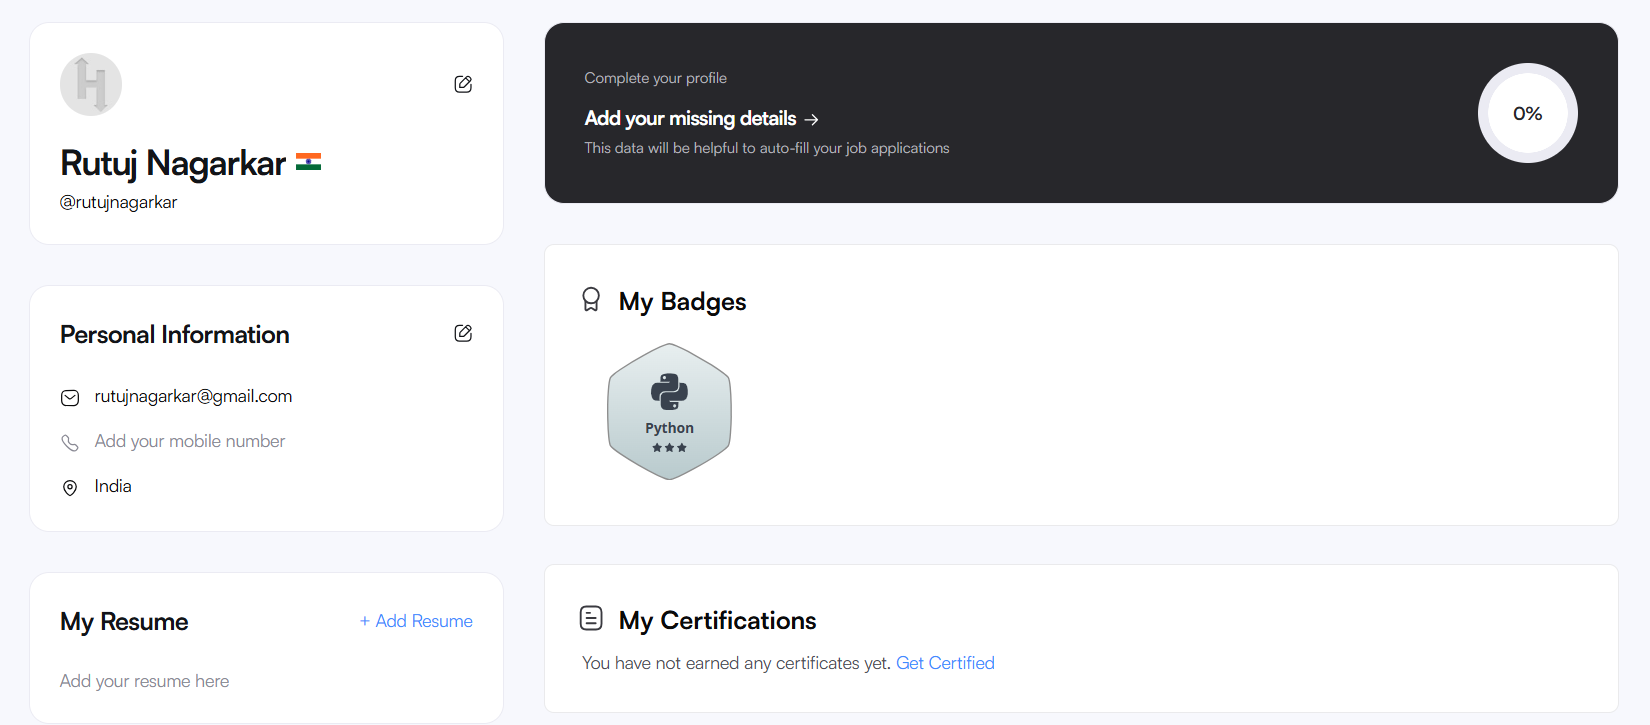 Rutuj Nagarkar
@rutujnagarkar
Personal Information
rutujnagarkar@gmail.com
Add your mobile number
India
My Resume
+ Add Resume
Add your resume here
Complete your profile
Add your missing details →
This data will be helpful to auto-fill your job applications
0%
My Badges
Python
My Certifications
You have not earned any certificates yet. Get Certified